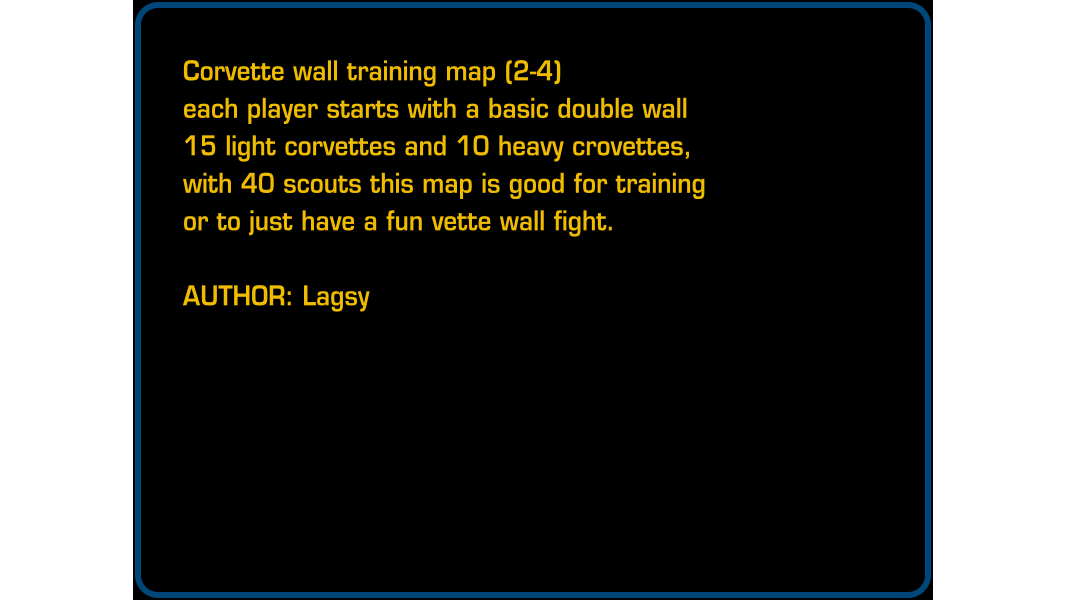 Corvette wall training map (2-4)
each player starts with a basic double wall
15 light corvettes and 10 heavy crovettes,
with 40 scouts this map is good for training
or to just have a fun vette wall fight.
AUTHOR: Lagsy